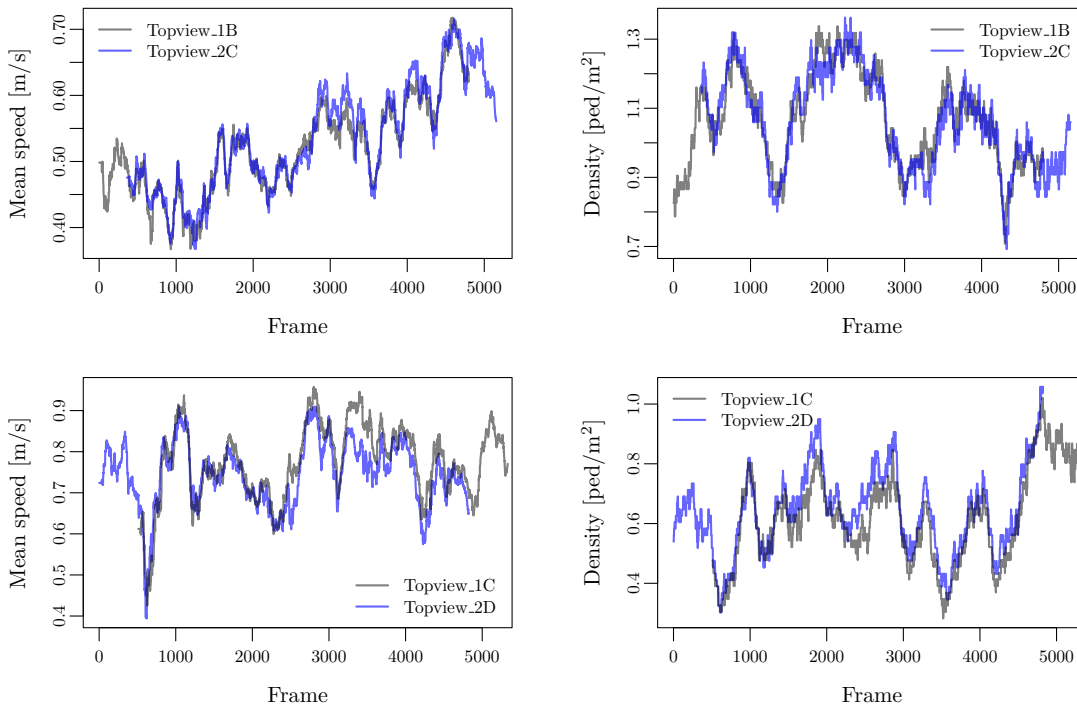 Mean speed [m/s]
0.40 0.50 0.60 0.70
Topview_1B
Topview_2C
0 1000 2000 3000 4000 5000
Frame
Density [ped/m²]
0.7 0.9 1.1 1.3
Topview_1B
Topview_2C
0 1000 2000 3000 4000 5000
Frame
Mean speed [m/s]
0.4 0.5 0.6 0.7 0.8 0.9
Topview_1C
Topview_2D
0 1000 2000 3000 4000 5000
Frame
Density [ped/m²]
0.4 0.6 0.8 1.0
Topview_1C
Topview_2D
0 1000 2000 3000 4000 5000
Frame